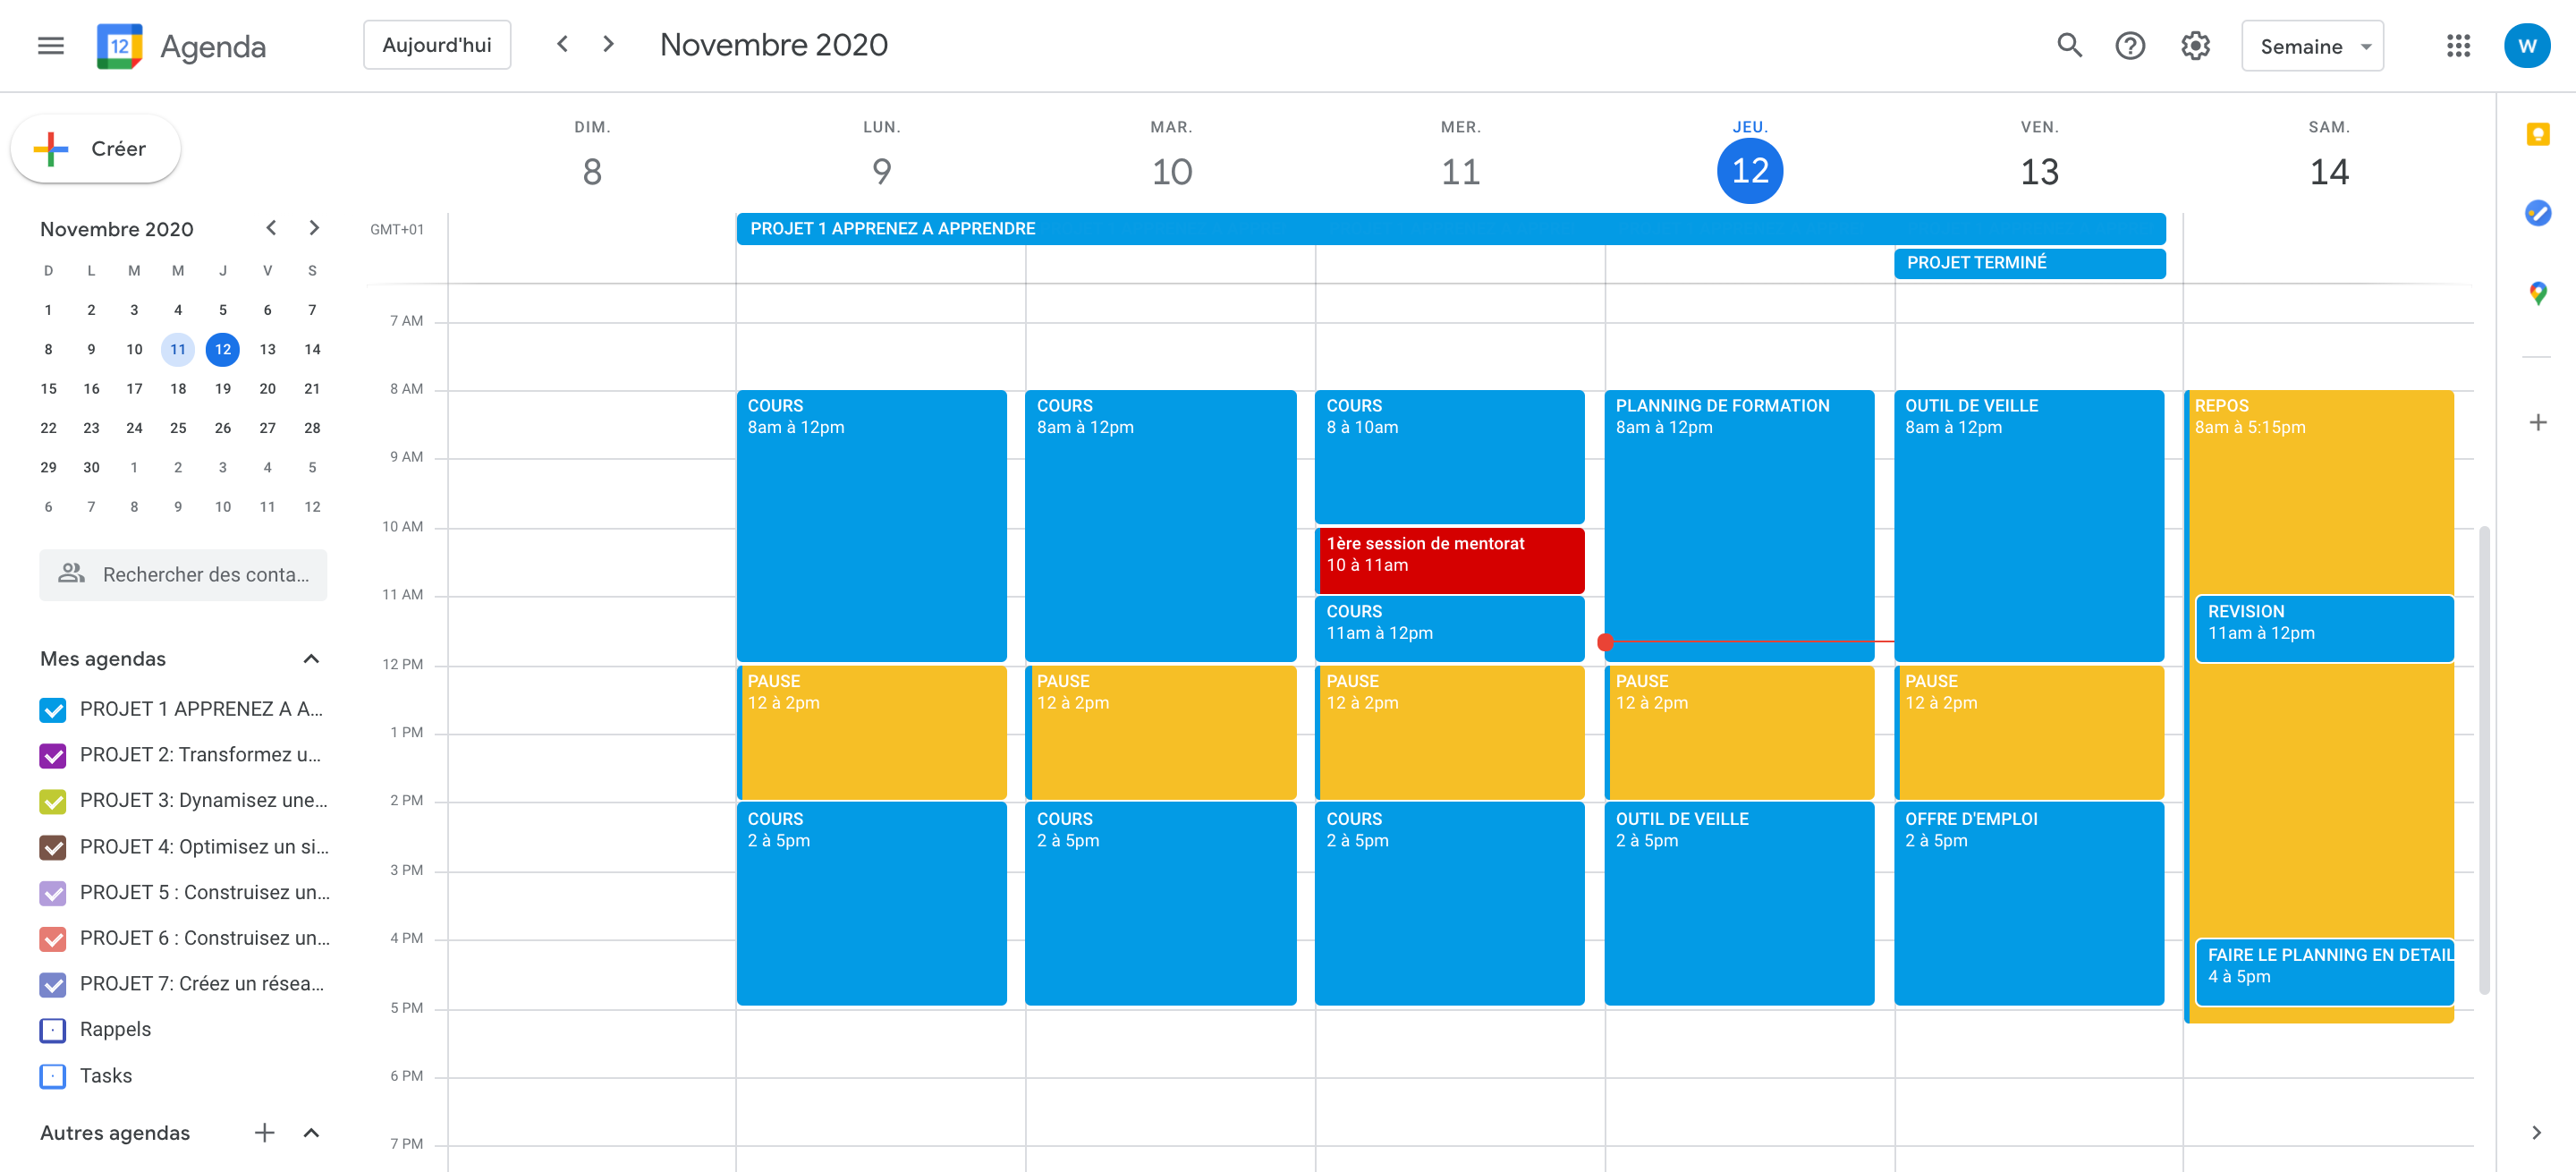 12 Agenda Aujourd'hui Novembre 2020 Semaine W
Créer
Novembre 2020
D L M M J V S
1 2 3 4 5 6 7
8 9 10 11 12 13 14
15 16 17 18 19 20 21
22 23 24 25 26 27 28
29 30 1 2 3 4 5
6 7 8 9 10 11 12
Rechercher des conta...
Mes agendas
PROJET 1 APPRENEZ A A...
PROJET 2: Transformez u...
PROJET 3: Dynamisez une...
PROJET 4: Optimisez un si...
PROJET 5 : Construisez un...
PROJET 6 : Construisez un...
PROJET 7: Créez un résea...
Rappels
Tasks
Autres agendas
DIM. LUN. MAR. MER. JEU. VEN. SAM.
8 9 10 11 12 13 14
GMT+01
PROJET 1 APPRENEZ A APPRENDRE
PROJET TERMINÉ
7 AM
8 AM
9 AM
10 AM
11 AM
12 PM
1 PM
2 PM
3 PM
4 PM
5 PM
6 PM
7 PM
COURS
8am à 12pm
PAUSE
12 à 2pm
COURS
2 à 5pm
COURS
8am à 12pm
PAUSE
12 à 2pm
COURS
2 à 5pm
COURS
8 à 10am
1ère session de mentorat
10 à 11am
COURS
11am à 12pm
PAUSE
12 à 2pm
COURS
2 à 5pm
PLANNING DE FORMATION
8am à 12pm
PAUSE
12 à 2pm
OUTIL DE VEILLE
2 à 5pm
OUTIL DE VEILLE
8am à 12pm
PAUSE
12 à 2pm
OFFRE D'EMPLOI
2 à 5pm
REPOS
8am à 5:15pm
REVISION
11am à 12pm
FAIRE LE PLANNING EN DETAIL
4 à 5pm